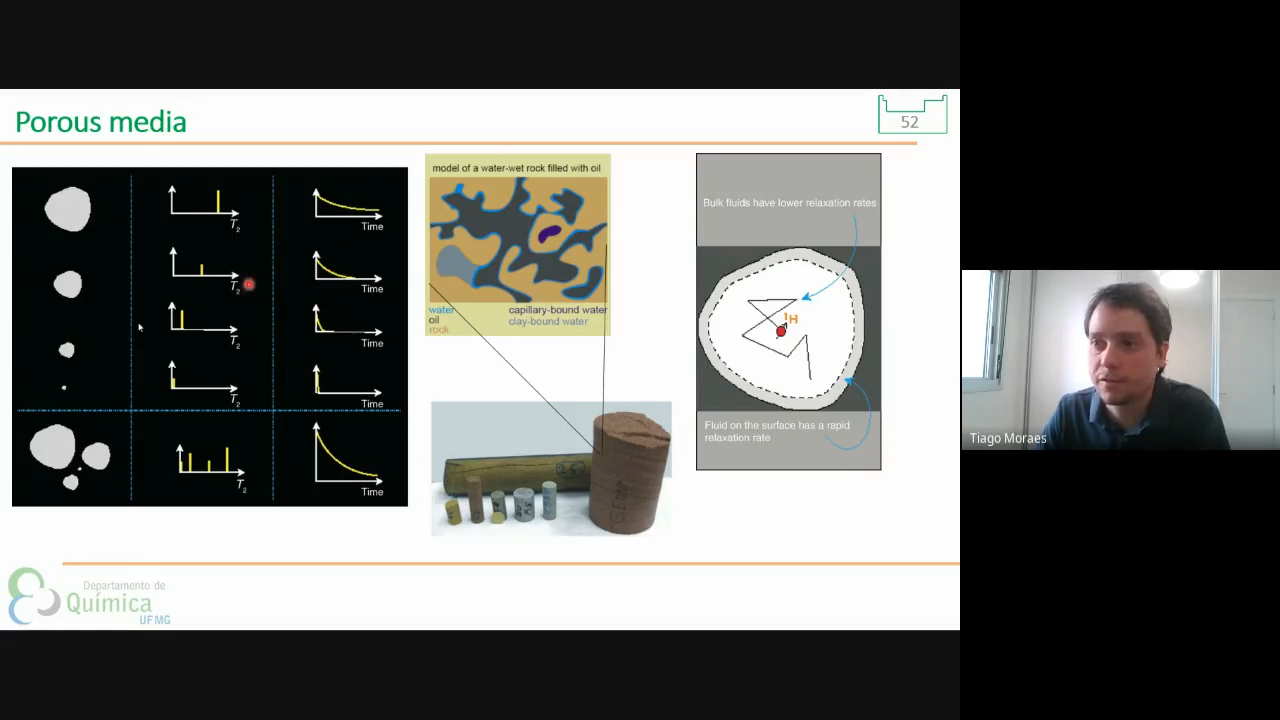 Porous media
52
T2
Time
T2
Time
T2
Time
T2
Time
T2
Time
model of a water-wet rock filled with oil
water
oil
rock
capillary-bound water
clay-bound water
Bulk fluids have lower relaxation rates
1H
Fluid on the surface has a rapid
relaxation rate
Departamento de
Química
UFMG
Tiago Moraes